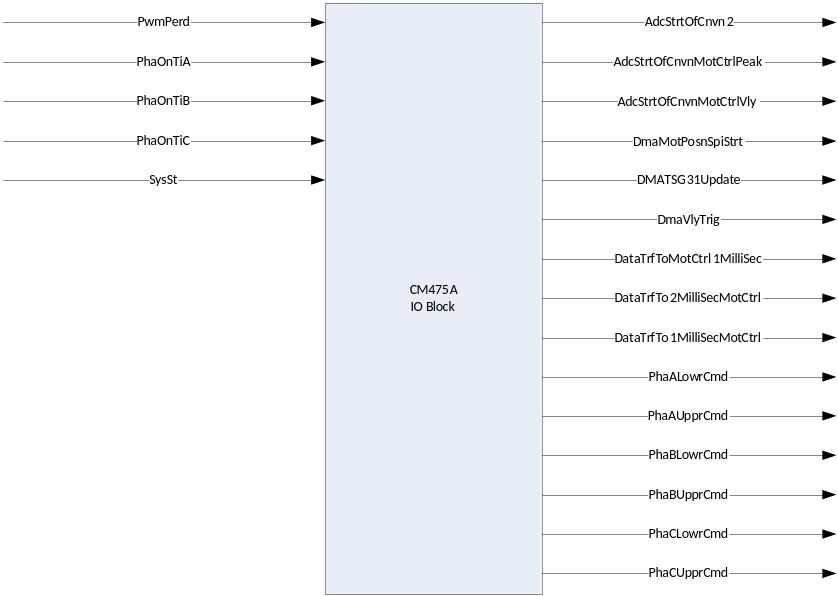 PwmPerd
PhaOnTiA
PhaOnTiB
PhaOnTiC
SysSt
CM475A
IO Block
AdcStrtOfCnvn2
AdcStrtOfCnvnMotCtrlPeak
AdcStrtOfCnvnMotCtrlVly
DmaMotPosnSpiStrt
DMATSG31Update
DmaVlyTrig
DataTrfToMotCtrl1MilliSec
DataTrfTo2MilliSecMotCtrl
DataTrfTo1MilliSecMotCtrl
PhaALowrCmd
PhaAUpprCmd
PhaBLowrCmd
PhaBUpprCmd
PhaCLowrCmd
PhaCUpprCmd